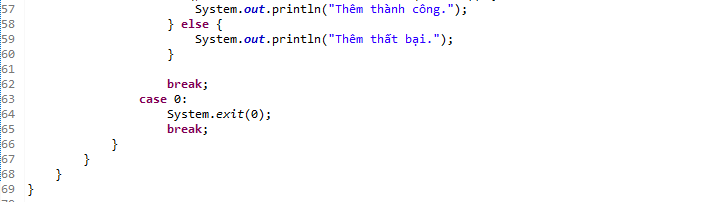 57 System.out.println("Thêm thành công.");
58 } else {
59 System.out.println("Thêm thất bại.");
60 }
61
62 break;
63 case 0:
64 System.exit(0);
65 break;
66 }
67 }
68 }
69 }